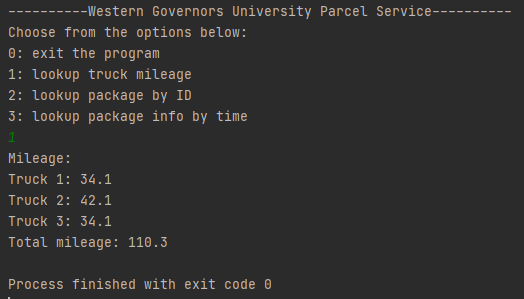 ----------Western Governors University Parcel Service----------
Choose from the options below:
0: exit the program
1: lookup truck mileage
2: lookup package by ID
3: lookup package info by time
1
Mileage:
Truck 1: 34.1
Truck 2: 42.1
Truck 3: 34.1
Total mileage: 110.3
Process finished with exit code 0